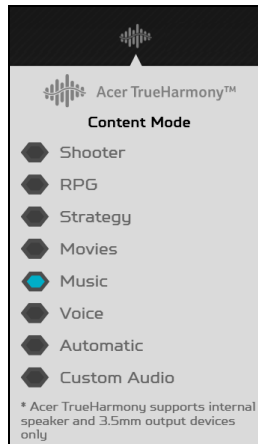 Acer TrueHarmony™
Content Mode
Shooter
RPG
Strategy
Movies
Music
Voice
Automatic
Custom Audio
* Acer TrueHarmony supports internal
speaker and 3.5mm output devices
only